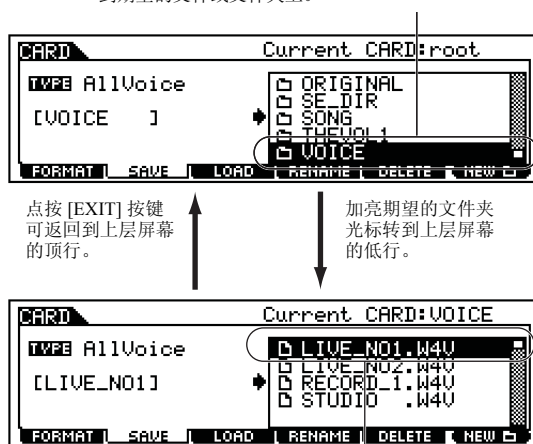 CARD Current CARD:root
TYPE AllVoice
[VOICE ]
ORIGINAL
SE_DIR
SONG
THEVOL1
VOICE
FORMAT SAVE LOAD RENAME DELETE NEW
点按 [EXIT] 按键
可返回到上层屏幕
的顶行。
加亮期望的文件夹
光标转到上层屏幕
的低行。
CARD Current CARD:VOICE
TYPE AllVoice
[LIVE_NO1]
LIVE_NO1.W4V
LIVE_NO2.W4V
RECORD_1.W4V
STUDIO .W4V
FORMAT SAVE LOAD RENAME DELETE NEW